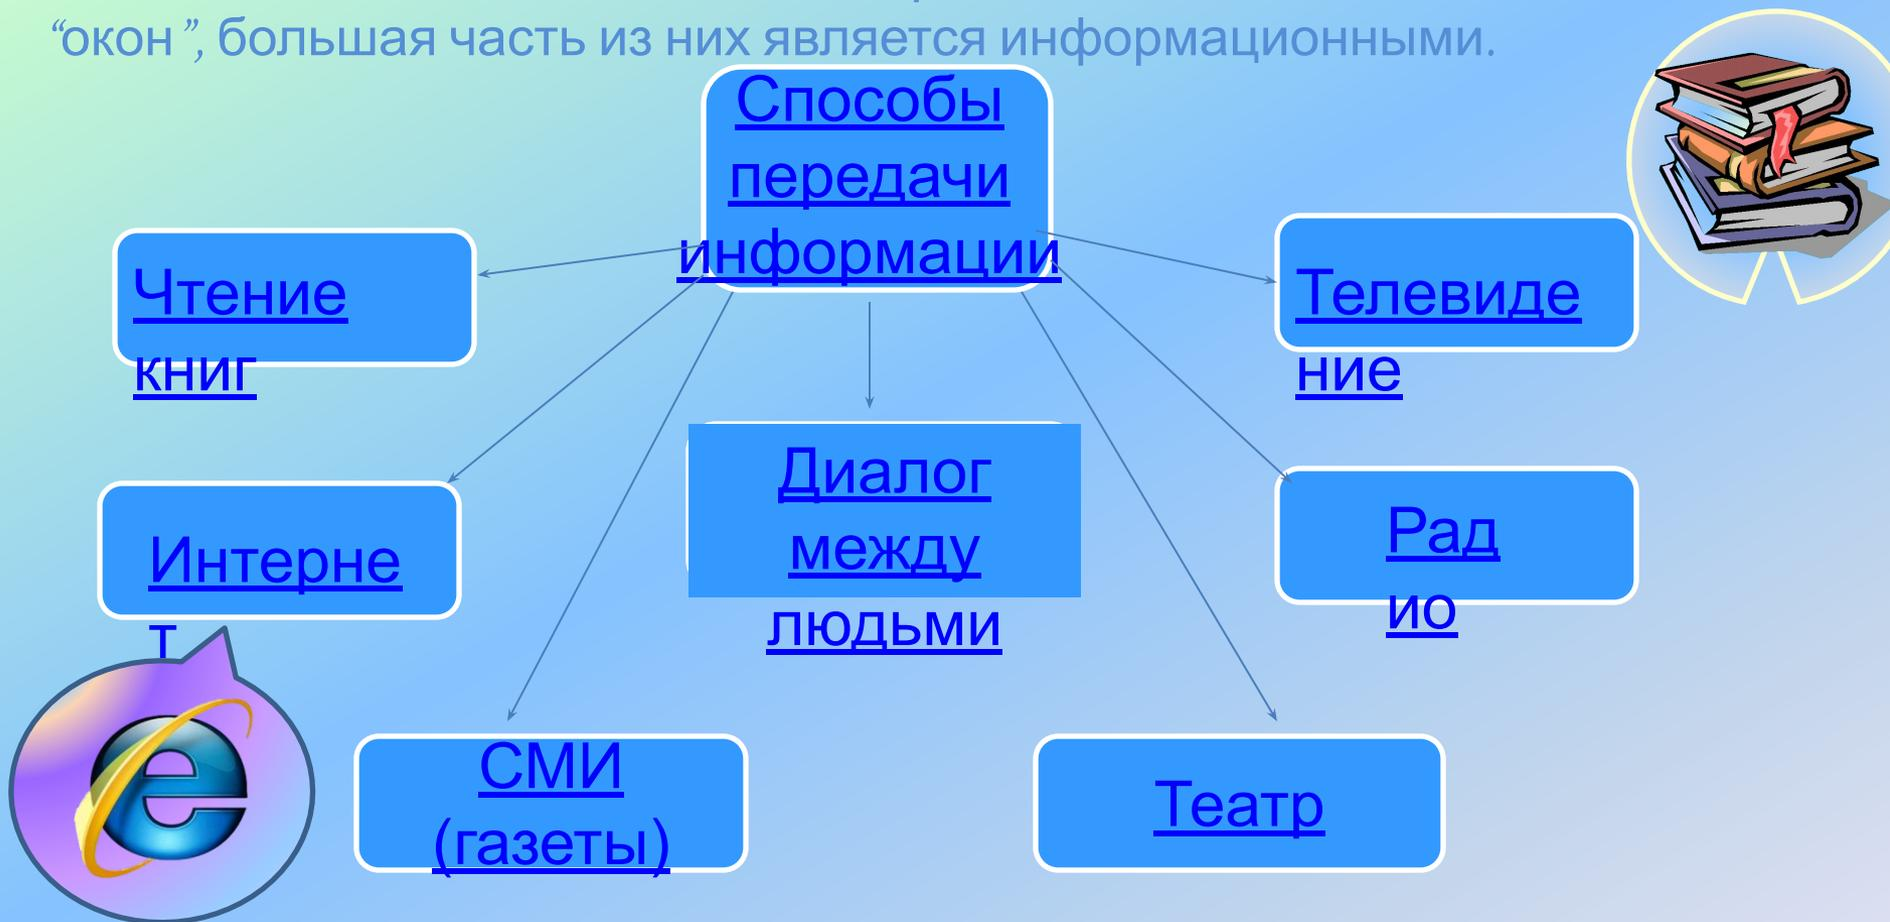 “окон”, большая часть из них является информационными.
Способы
передачи
информации
Чтение
книг
Телевиде
ние
Интерне
т
Диалог
между
людьми
Рад
ио
СМИ
(газеты)
Театр